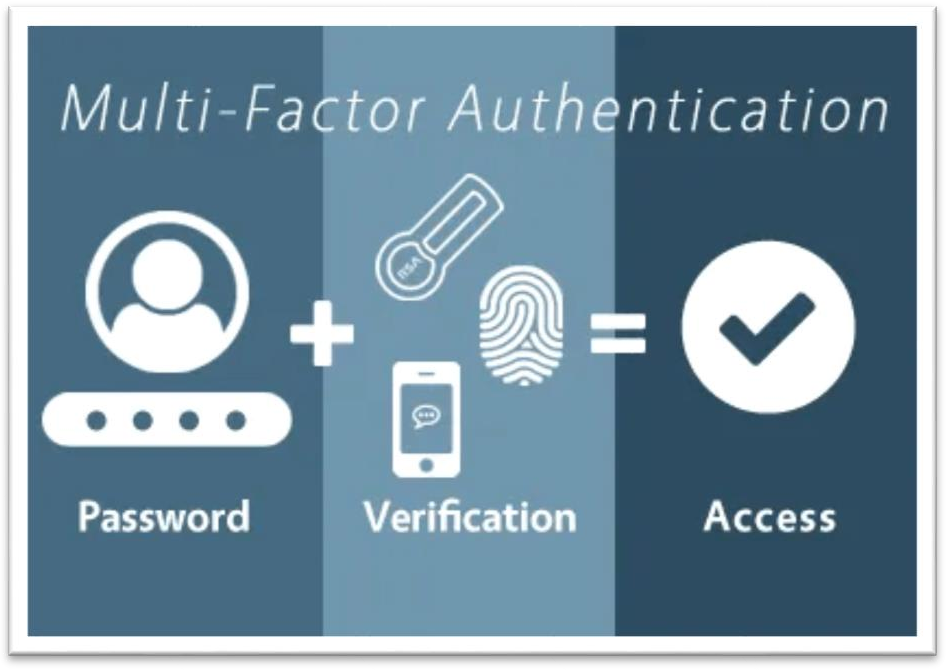 Multi-Factor Authentication
RSA
Password
Verification
Access